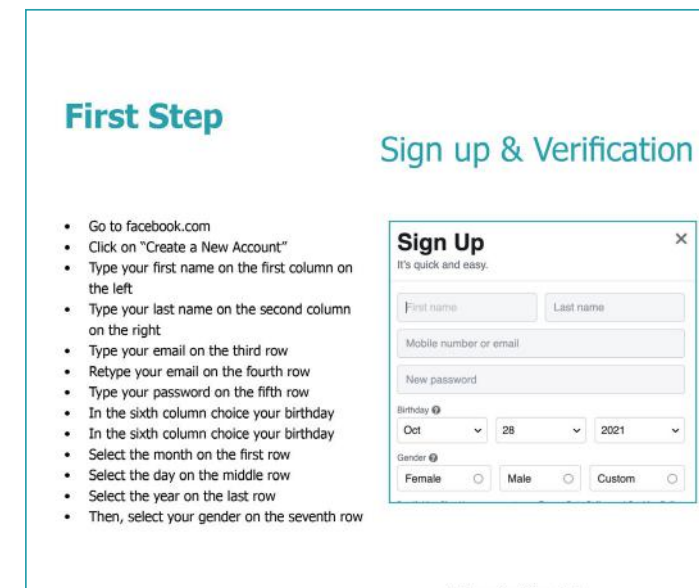 First Step
Sign up & Verification
• Go to facebook.com
• Click on “Create a New Account”
• Type your first name on the first column on
the left
• Type your last name on the second column
on the right
• Type your email on the third row
• Retype your email on the fourth row
• Type your password on the fifth row
• In the sixth column choice your birthday
• In the sixth column choice your birthday
• Select the month on the first row
• Select the day on the middle row
• Select the year on the last row
• Then, select your gender on the seventh row
Sign Up
It's quick and easy.
First name Last name
Mobile number or email
New password
Birthday
Oct 28 2021
Gender
Female Male Custom